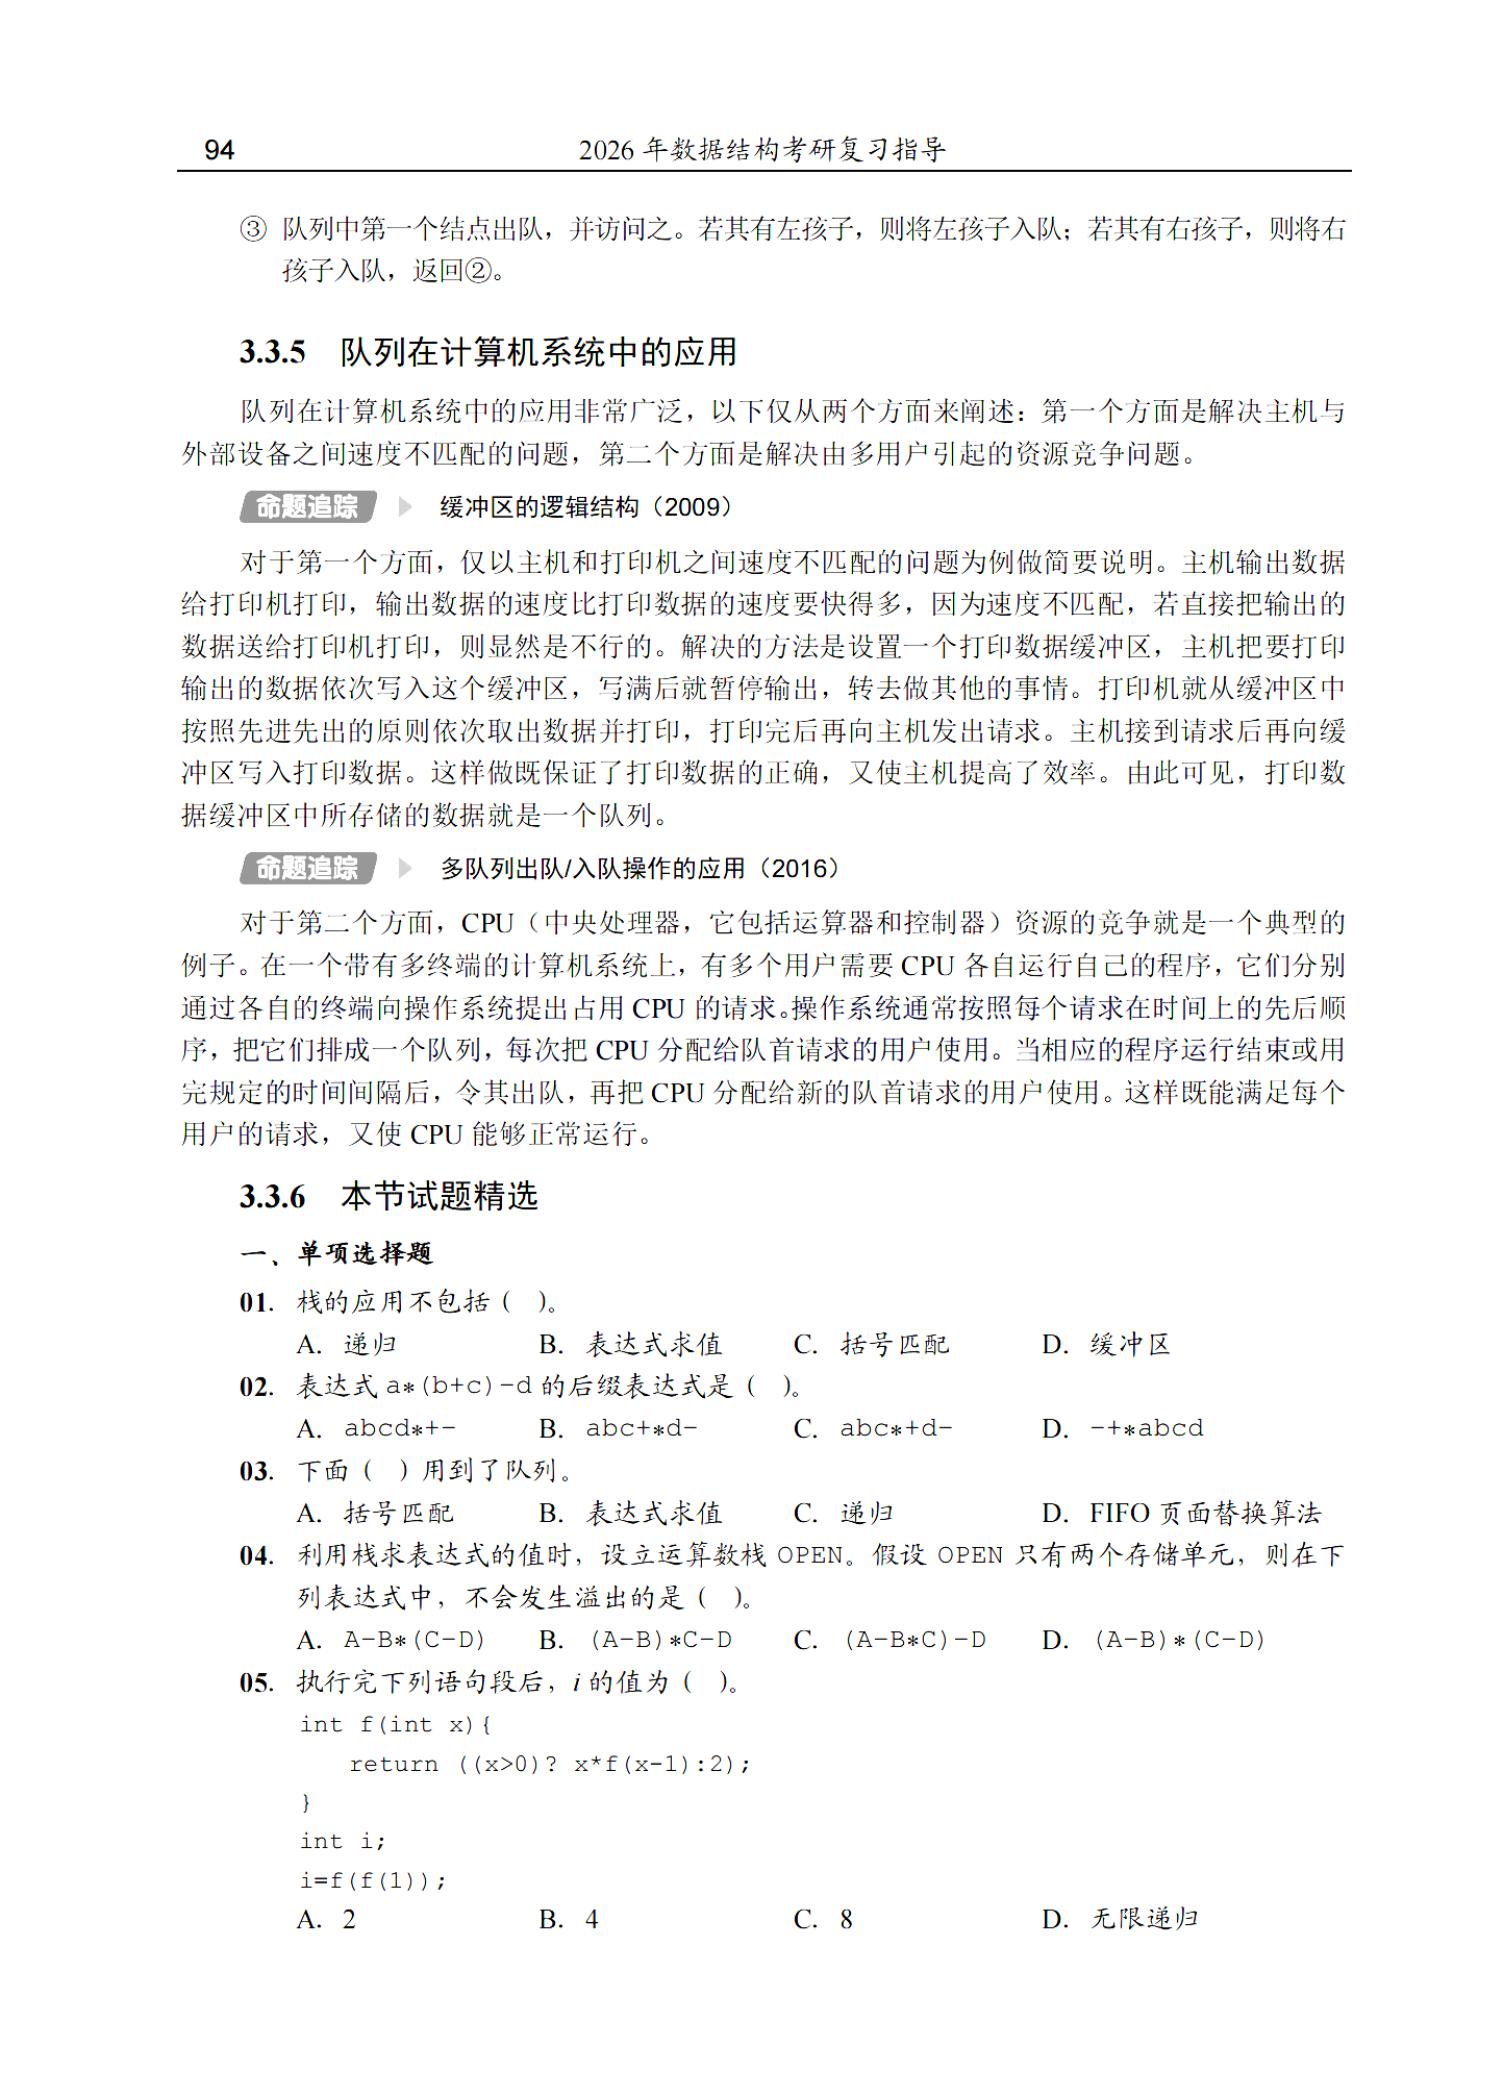 94
2026 年数据结构考研复习指导
③ 队列中第一个结点出队，并访问之。若其有左孩子，则将左孩子入队；若其有右孩子，则将右
孩子入队，返回②。
3.3.5 队列在计算机系统中的应用
队列在计算机系统中的应用非常广泛，以下仅从两个方面来阐述：第一个方面是解决主机与
外部设备之间速度不匹配的问题，第二个方面是解决由多用户引起的资源竞争问题。
命题追踪 缓冲区的逻辑结构（2009）
对于第一个方面，仅以主机和打印机之间速度不匹配的问题为例做简要说明。主机输出数据
给打印机打印，输出数据的速度比打印数据的速度要快得多，因为速度不匹配，若直接把输出的
数据送给打印机打印，则显然是不行的。解决的方法是设置一个打印数据缓冲区，主机把要打印
输出的数据依次写入这个缓冲区，写满后就暂停输出，转去做其他的事情。打印机就从缓冲区中
按照先进先出的原则依次取出数据并打印，打印完后再向主机发出请求。主机接到请求后再向缓
冲区写入打印数据。这样做既保证了打印数据的正确，又使主机提高了效率。由此可见，打印数
据缓冲区中所存储的数据就是一个队列。
命题追踪 多队列出队/入队操作的应用（2016）
对于第二个方面，CPU（中央处理器，它包括运算器和控制器）资源的竞争就是一个典型的
例子。在一个带有多终端的计算机系统上，有多个用户需要 CPU 各自运行自己的程序，它们分别
通过各自的终端向操作系统提出占用 CPU 的请求。操作系统通常按照每个请求在时间上的先后顺
序，把它们排成一个队列，每次把 CPU 分配给队首请求的用户使用。当相应的程序运行结束或用
完规定的时间间隔后，令其出队，再把 CPU 分配给新的队首请求的用户使用。这样既能满足每个
用户的请求，又使 CPU 能够正常运行。
3.3.6 本节试题精选
一、单项选择题
01. 栈的应用不包括（ ）。
A. 递归 B. 表达式求值 C. 括号匹配 D. 缓冲区
02. 表达式 a*(b+c)-d 的后缀表达式是（ ）。
A. abcd*+- B. abc+*d- C. abc*+d- D. -+*abcd
03. 下面（ ）用到了队列。
A. 括号匹配 B. 表达式求值 C. 递归 D. FIFO 页面替换算法
04. 利用栈求表达式的值时，设立运算数栈 OPEN。假设 OPEN 只有两个存储单元，则在下
列表达式中，不会发生溢出的是（ ）。
A. A-B*(C-D) B. (A-B)*C-D C. (A-B*C)-D D. (A-B)*(C-D)
05. 执行完下列语句段后，i 的值为（ ）。
int f(int x){
return ((x>0)? x*f(x-1):2);
}
int i;
i=f(f(1));
A. 2 B. 4 C. 8 D. 无限递归